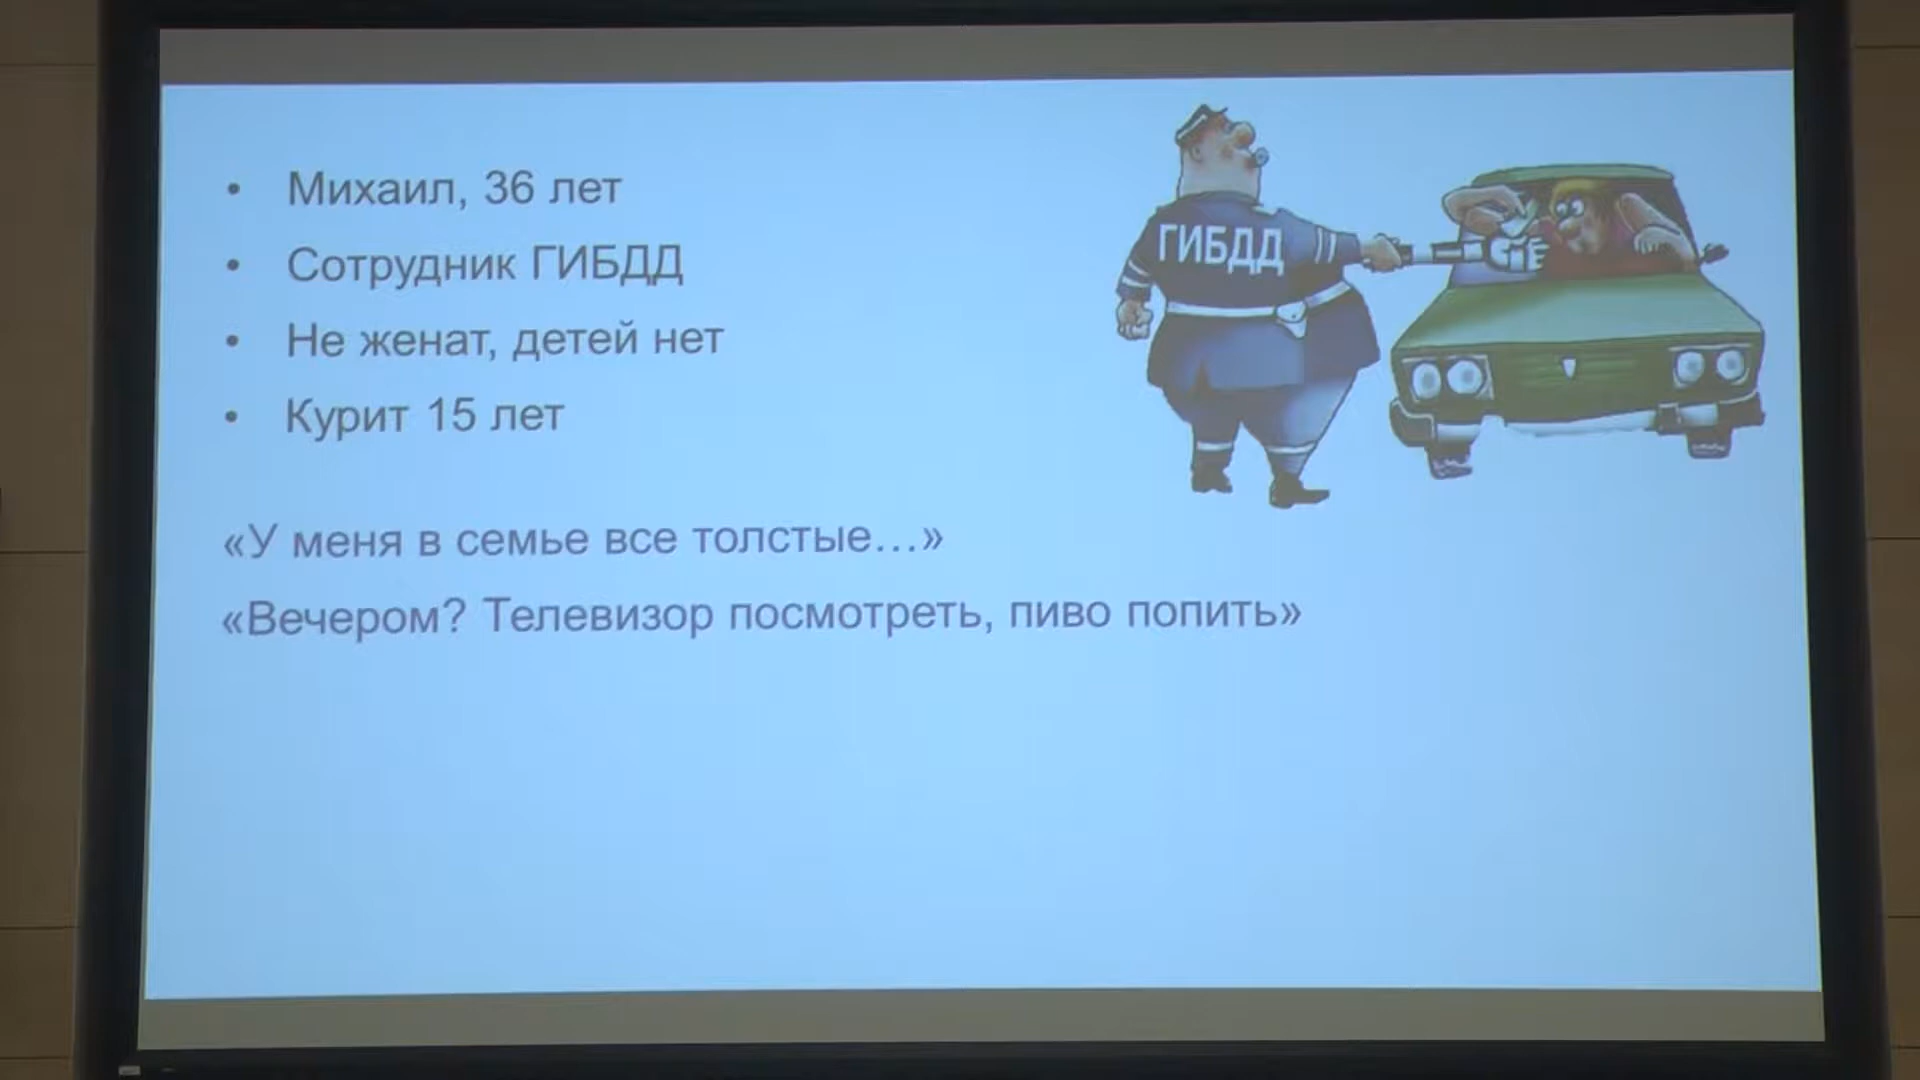 • Михаил, 36 лет
• Сотрудник ГИБДД
• Не женат, детей нет
• Курит 15 лет
«У меня в семье все толстые…»
«Вечером? Телевизор посмотреть, пиво попить»
ГИБДД